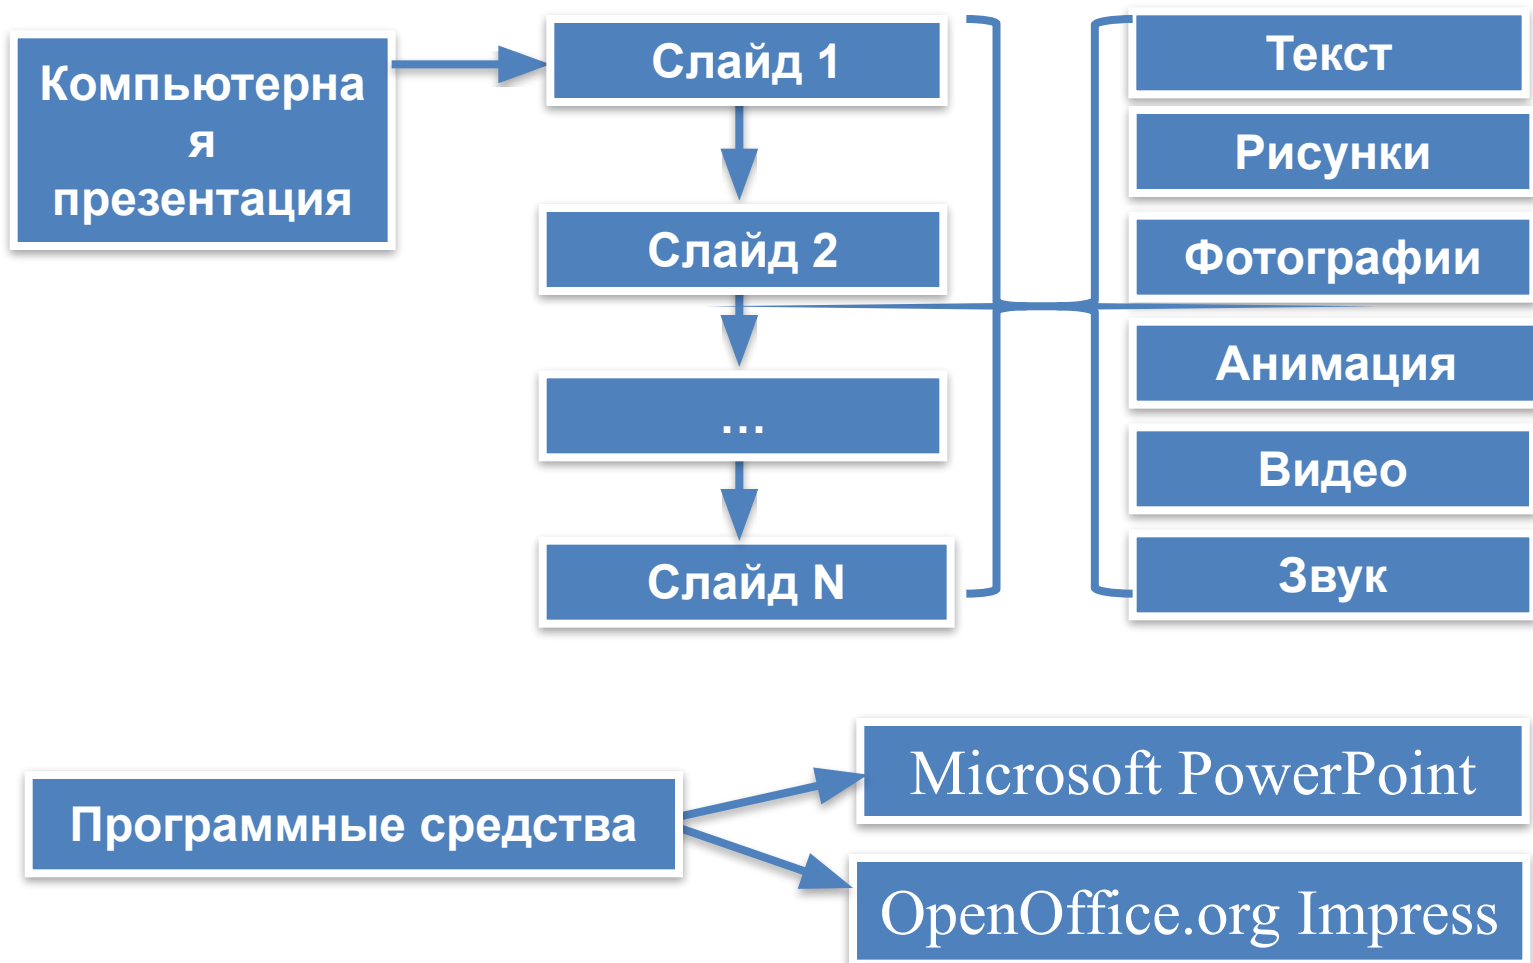 Компьютерна
я
презентация
Слайд 1
Слайд 2
...
Слайд N
Текст
Рисунки
Фотографии
Анимация
Видео
Звук
Программные средства
Microsoft PowerPoint
OpenOffice.org Impress